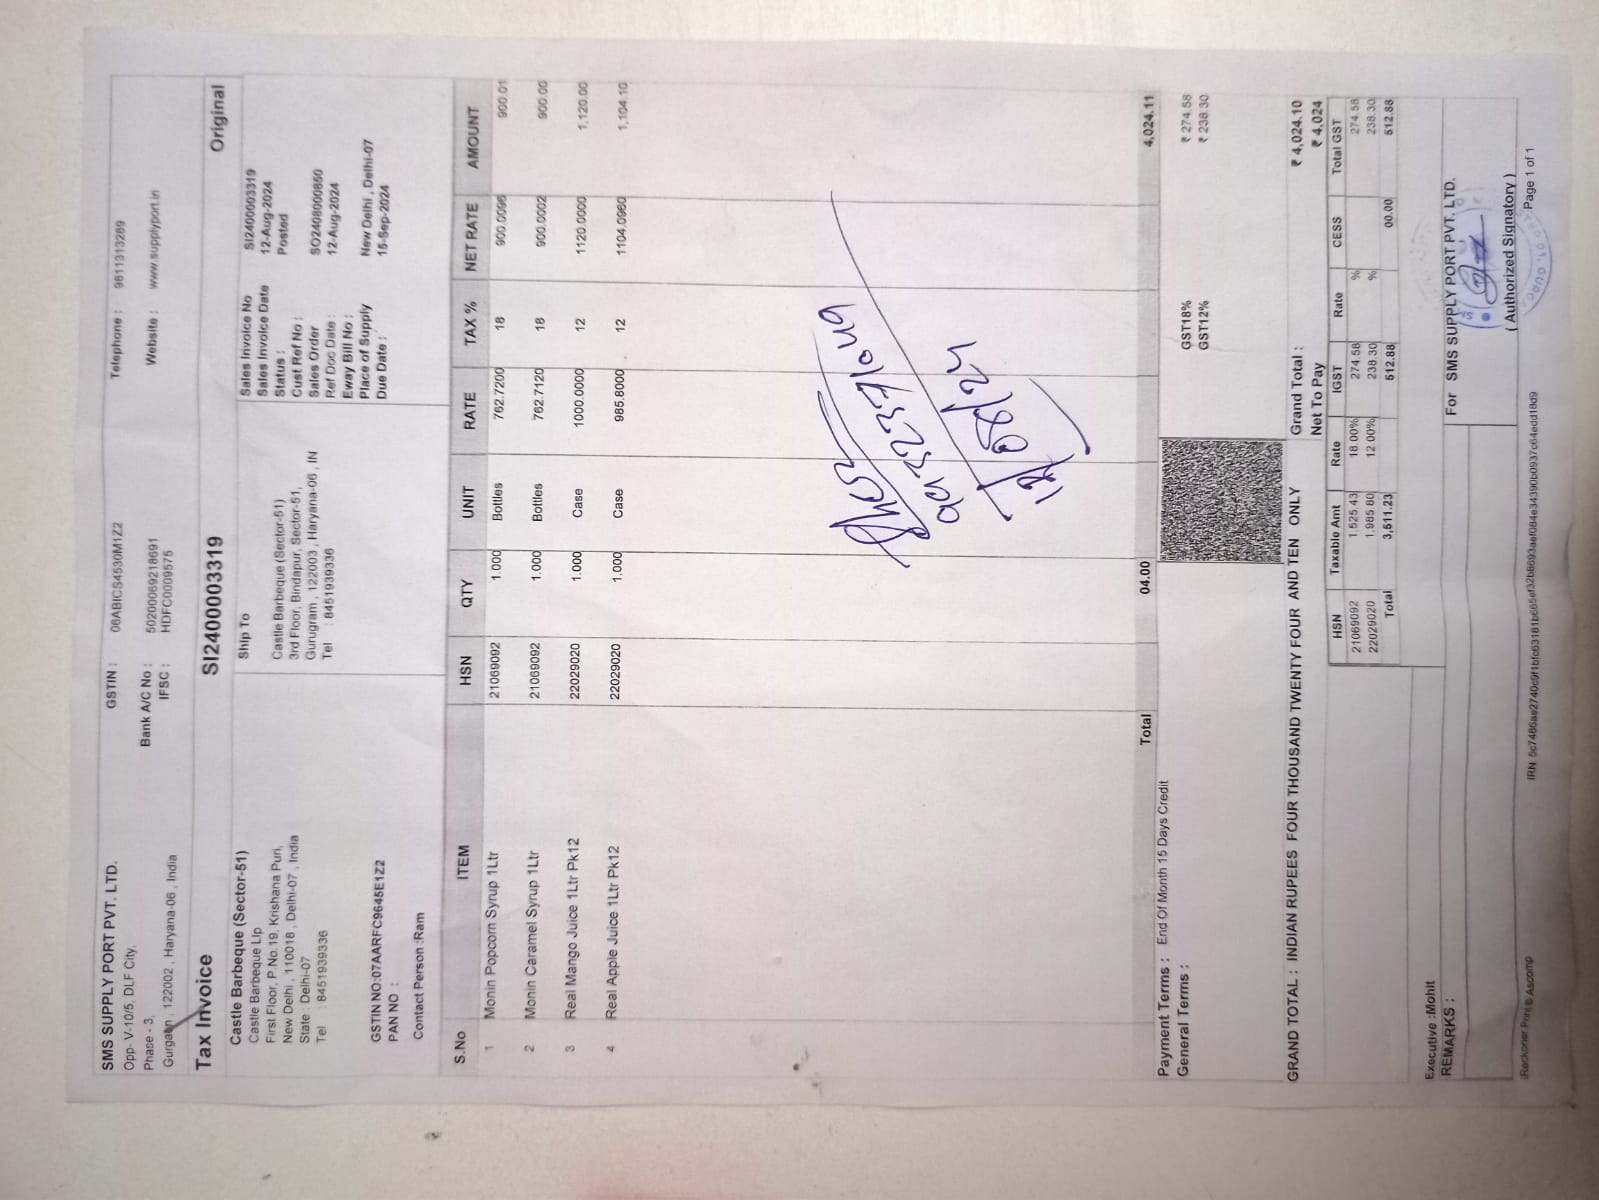 SMS SUPPLY PORT PVT. LTD.
Opp- V-10/5, DLF City,
Phase - 3,
Gurgaon , 122002 , Haryana-06 , India
GSTIN : 06ABICS4530M1Z2
Bank A/C No : 50200069218691
IFSC : HDFC0009575
Telephone : 9811313289
Website : www.supplyport.in
Tax Invoice SI2400003319 Original
Castle Barbeque (Sector-51)
Castle Barbeque Llp
First Floor, P No.19, Krishana Puri,
New Delhi , 110018 , Delhi-07 , India
State : Delhi-07
Tel : 8451939336
GSTIN NO:07AARFC9645E1Z2
PAN NO :
Contact Person :Ram
Ship To
Castle Barbeque (Sector-51)
3rd Floor, Bindapur, Sector-51,
Gurugram , 122003 , Haryana-06 , IN
Tel : 8451939336
Sales Invoice No SI2400003319
Sales Invoice Date 12-Aug-2024
Status : Posted
Cust Ref No :
Sales Order SO2408000850
Ref Doc Date : 12-Aug-2024
Eway Bill No :
Place of Supply New Delhi , Delhi-07
Due Date : 15-Sep-2024
S.No ITEM HSN QTY UNIT RATE TAX % NET RATE AMOUNT
1 Monin Popcorn Syrup 1Ltr 21069092 1.000 Bottles 762.7200 18 900.0096 900.01
2 Monin Caramel Syrup 1Ltr 21069092 1.000 Bottles 762.7120 18 900.0002 900.00
3 Real Mango Juice 1Ltr Pk12 22029020 1.000 Case 1000.0000 12 1120.0000 1,120.00
4 Real Apple Juice 1Ltr Pk12 22029020 1.000 Case 985.8000 12 1104.0960 1,104.10
12/08/24
Total 04.00 4,024.11
Payment Terms : End Of Month 15 Days Credit
General Terms :
GST18% ₹ 274.58
GST12% ₹ 238.30
GRAND TOTAL : INDIAN RUPEES FOUR THOUSAND TWENTY FOUR AND TEN ONLY
Grand Total : ₹ 4,024.10
Net To Pay ₹ 4,024
HSN Taxable Amt Rate IGST Rate CESS Total GST
21069092 1,525.43 18.00% 274.58 % 274.58
22029020 1,985.80 12.00% 238.30 % 238.30
Total 3,511.23 512.88 00.00 512.88
Executive :Mohit
REMARKS :
For SMS SUPPLY PORT PVT. LTD.
( Authorized Signatory )
iReckoner Print © Ascomp
Page 1 of 1